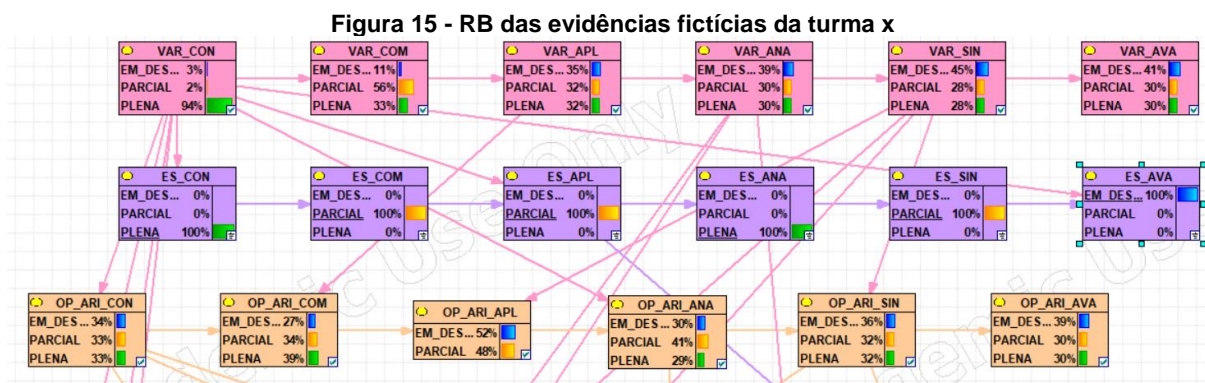 Figura 15 - RB das evidências fictícias da turma x
VAR_CON
EM_DES... 3%
PARCIAL 2%
PLENA 94%
VAR_COM
EM_DES... 11%
PARCIAL 56%
PLENA 33%
VAR_APL
EM_DES... 35%
PARCIAL 32%
PLENA 32%
VAR_ANA
EM_DES... 39%
PARCIAL 30%
PLENA 30%
VAR_SIN
EM_DES... 45%
PARCIAL 28%
PLENA 28%
VAR_AVA
EM_DES... 41%
PARCIAL 30%
PLENA 30%
ES_CON
EM_DES... 0%
PARCIAL 0%
PLENA 100%
ES_COM
EM_DES... 0%
PARCIAL 100%
PLENA 0%
ES_APL
EM_DES... 0%
PARCIAL 100%
PLENA 0%
ES_ANA
EM_DES... 0%
PARCIAL 0%
PLENA 100%
ES_SIN
EM_DES... 0%
PARCIAL 100%
PLENA 0%
ES_AVA
EM_DES... 100%
PARCIAL 0%
PLENA 0%
OP_ARI_CON
EM_DES... 34%
PARCIAL 33%
PLENA 33%
OP_ARI_COM
EM_DES... 27%
PARCIAL 34%
PLENA 39%
OP_ARI_APL
EM_DES... 52%
PARCIAL 48%
OP_ARI_ANA
EM_DES... 30%
PARCIAL 41%
PLENA 29%
OP_ARI_SIN
EM_DES... 36%
PARCIAL 32%
PLENA 32%
OP_ARI_AVA
EM_DES... 39%
PARCIAL 30%
PLENA 30%